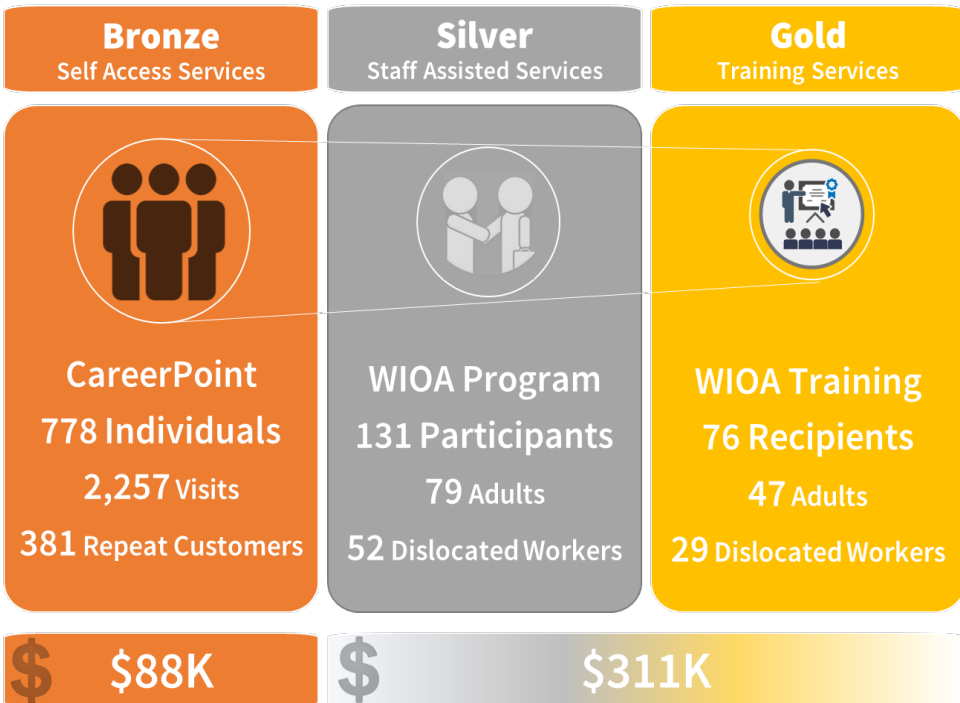 Bronze
Self Access Services
Silver
Staff Assisted Services
Gold
Training Services
CareerPoint
778 Individuals
2,257 Visits
381 Repeat Customers
WIOA Program
131 Participants
79 Adults
52 Dislocated Workers
WIOA Training
76 Recipients
47 Adults
29 Dislocated Workers
$ $88K
$ $311K